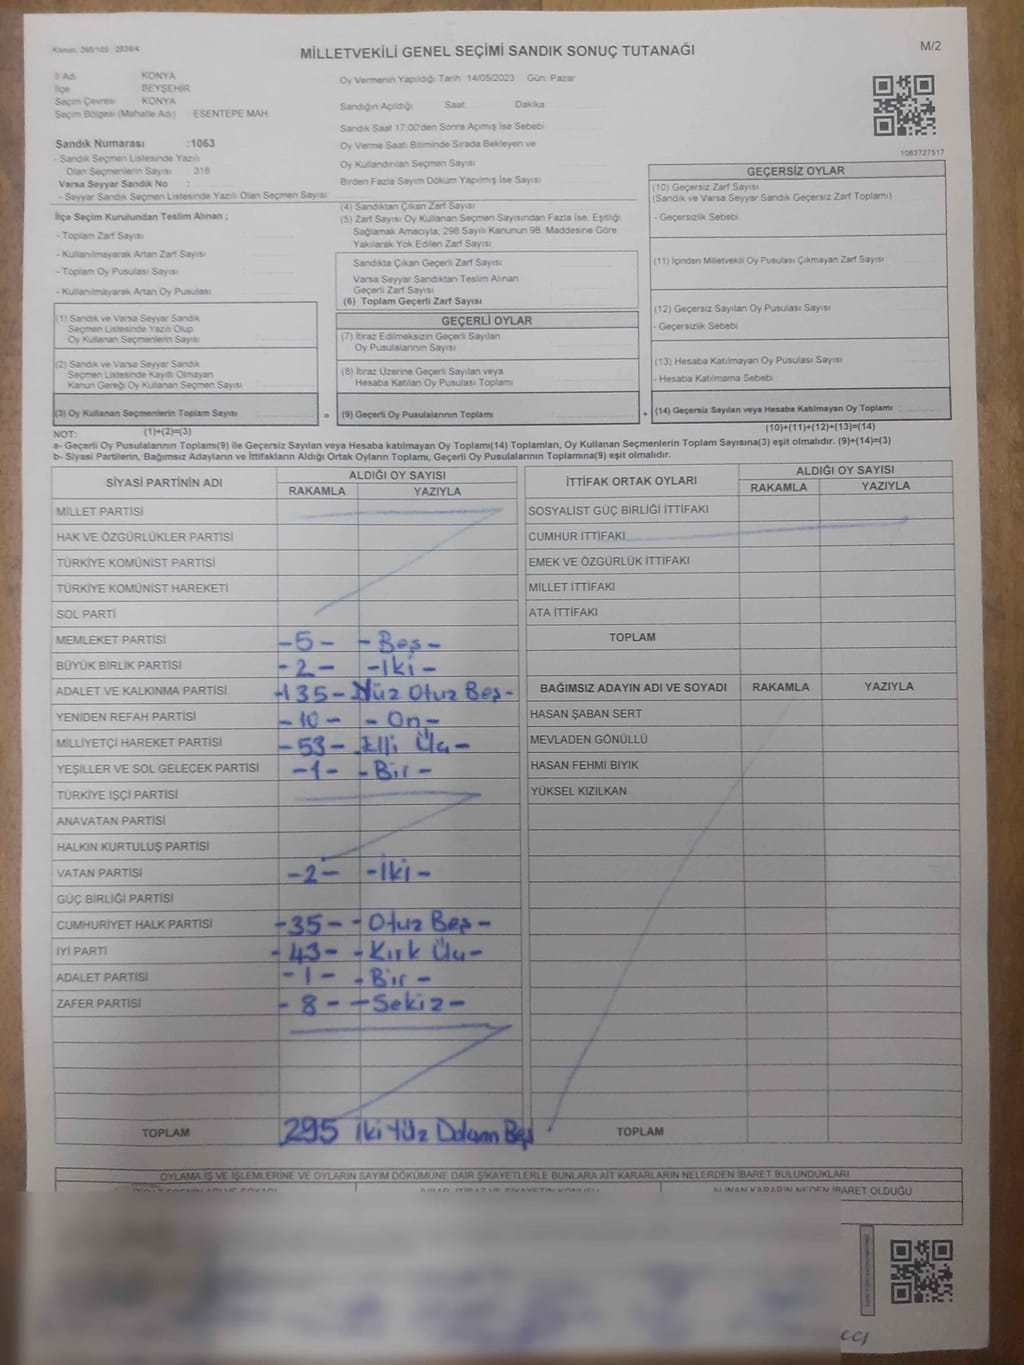 Kanun: 298/105 , 2839/4
MİLLETVEKİLİ GENEL SEÇİMİ SANDIK SONUÇ TUTANAĞI
M/2
İl Adı KONYA
İlçe BEYŞEHİR
Seçim Çevresi KONYA
Seçim Bölgesi (Mahalle Adı) : ESENTEPE MAH.
Oy Vermenin Yapıldığı Tarih :14/05/2023 Gün: Pazar
Sandığın Açıldığı Saat Dakika
Sandık Saat 17:00'den Sonra Açmış İse Sebebi
Oy Verme Saati Bitiminde Sırada Bekleyen ve
Oy Kullandırılan Seçmen Sayısı
Birden Fazla Sayım Döküm Yapılmış İse Sayısı
1083727517
Sandık Numarası : 1063
- Sandık Seçmen Listesinde Yazılı
Olan Seçmenlerin Sayısı : 318
Varsa Seyyar Sandık No :
- Seyyar Sandık Seçmen Listesinde Yazılı Olan Seçmen Sayısı :
İlçe Seçim Kurulundan Teslim Alınan ;
- Toplam Zarf Sayısı
- Kullanılmayarak Artan Zarf Sayısı
- Toplam Oy Pusulası Sayısı
- Kullanılmayarak Artan Oy Pusulası
(1) Sandık ve Varsa Seyyar Sandık
Seçmen Listesinde Yazılı Olup
Oy Kullanan Seçmenlerin Sayısı
(2) Sandık ve Varsa Seyyar Sandık
Seçmen Listesinde Kayıtlı Olmayan
Kanun Gereği Oy Kullanan Seçmen Sayısı
(3) Oy Kullanan Seçmenlerin Toplam Sayısı
(1)+(2)=(3)
(4) Sandıktan Çıkan Zarf Sayısı
(5) Zarf Sayısı Oy Kullanan Seçmen Sayısından Fazla İse, Eşitliği
Sağlamak Amacıyla, 298 Sayılı Kanunun 98. Maddesine Göre
Yakılarak Yok Edilen Zarf Sayısı
Sandıkta Çıkan Geçerli Zarf Sayısı
Varsa Seyyar Sandıktan Teslim Alınan
Geçerli Zarf Sayısı
(6) Toplam Geçerli Zarf Sayısı
GEÇERLİ OYLAR
(7) İtiraz Edilmeksizin Geçerli Sayılan
Oy Pusulalarının Sayısı
(8) İtiraz Üzerine Geçerli Sayılan veya
Hesaba Katılan Oy Pusulası Toplamı
= (9) Geçerli Oy Pusulalarının Toplamı
GEÇERSİZ OYLAR
(10) Geçersiz Zarf Sayısı
(Sandık ve Varsa Seyyar Sandık Geçersiz Zarf Toplamı)
- Geçersizlik Sebebi
(11) İçinden Milletvekili Oy Pusulası Çıkmayan Zarf Sayısı
(12) Geçersiz Sayılan Oy Pusulası Sayısı
- Geçersizlik Sebebi
(13) Hesaba Katılmayan Oy Pusulası Sayısı
- Hesaba Katılmama Sebebi
+ (14) Geçersiz Sayılan veya Hesaba Katılmayan Oy Toplamı
(10)+(11)+(12)+(13)=(14)
NOT:
a- Geçerli Oy Pusulalarının Toplamı(9) ile Geçersiz Sayılan veya Hesaba katılmayan Oy Toplamı(14) Toplamları, Oy Kullanan Seçmenlerin Toplam Sayısına(3) eşit olmalıdır. (9)+(14)=(3)
b- Siyasi Partilerin, Bağımsız Adayların ve İttifakların Aldığı Ortak Oyların Toplamı, Geçerli Oy Pusulalarının Toplamına(9) eşit olmalıdır.
SİYASİ PARTİNİN ADI ALDIĞI OY SAYISI
RAKAMLA YAZIYLA
MİLLET PARTİSİ
HAK VE ÖZGÜRLÜKLER PARTİSİ
TÜRKİYE KOMÜNİST PARTİSİ
TÜRKİYE KOMÜNİST HAREKETİ
SOL PARTİ
MEMLEKET PARTİSİ -5- -Beş-
BÜYÜK BİRLİK PARTİSİ -2- -İki-
ADALET VE KALKINMA PARTİSİ -135- Yüz Otuz Beş-
YENİDEN REFAH PARTİSİ -10- -On-
MİLLİYETÇİ HAREKET PARTİSİ -53- Elli Üç-
YEŞİLLER VE SOL GELECEK PARTİSİ -1- -Bir-
TÜRKİYE İŞÇİ PARTİSİ
ANAVATAN PARTİSİ
HALKIN KURTULUŞ PARTİSİ
VATAN PARTİSİ -2- -İki-
GÜÇ BİRLİĞİ PARTİSİ
CUMHURİYET HALK PARTİSİ -35- -Otuz Beş-
İYİ PARTİ -43- -Kırk Üç-
ADALET PARTİSİ -1- -Bir-
ZAFER PARTİSİ -8- -Sekiz-
TOPLAM 295 İki Yüz Doksan Beş
İTTİFAK ORTAK OYLARI ALDIĞI OY SAYISI
RAKAMLA YAZIYLA
SOSYALİST GÜÇ BİRLİĞİ İTTİFAKI
CUMHUR İTTİFAKI
EMEK VE ÖZGÜRLÜK İTTİFAKI
MİLLET İTTİFAKI
ATA İTTİFAKI
TOPLAM
BAĞIMSIZ ADAYIN ADI VE SOYADI RAKAMLA YAZIYLA
HASAN ŞABAN SERT
MEVLADEN GÖNÜLLÜ
HASAN FEHMİ BIYIK
YÜKSEL KIZILKAN
TOPLAM
OYLAMA İŞ VE İŞLEMLERİNE VE OYLARIN SAYIM DÖKÜMÜNE DAİR ŞİKAYETLERLE BUNLARA AİT KARARLARIN NELERDEN İBARET BULUNDUKLARI
ALINAN KARARIN NEDEN İBARET OLDUĞU